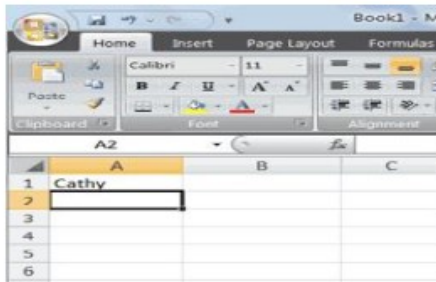 Book1 - M
Home Insert Page Layout Formulas
Calibri 11
Paste B I U A A
Clipboard Font Alignment
A2 fx
A B C
1 Cathy
2
3
4
5
6